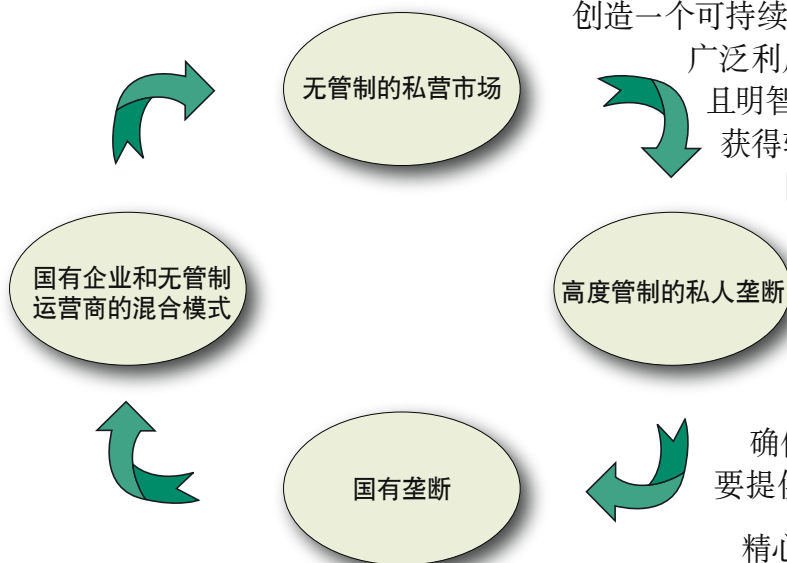 创造一个可持续
广泛利
且明智
获得
无管制的私营市场
国有企业和无管制
运营商的混合模式
高度管制的私人垄断
国有垄断
确
要提
精心